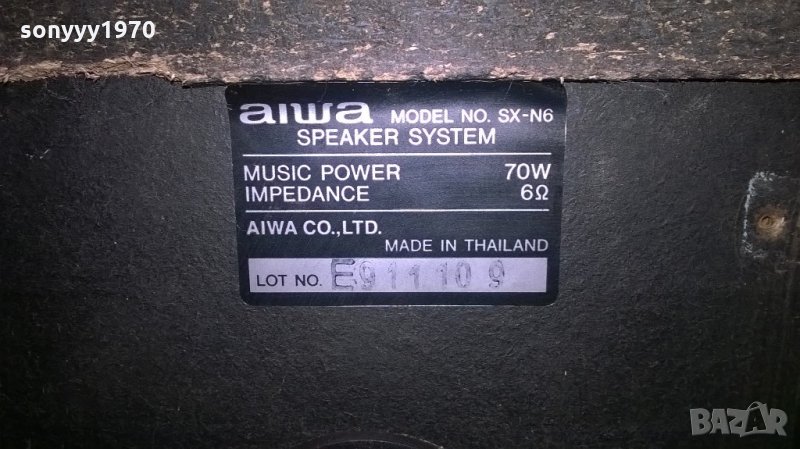 sonyyy1970
aiwa MODEL NO. SX-N6
SPEAKER SYSTEM
MUSIC POWER 70W
IMPEDANCE 6Ω
AIWA CO.,LTD.
MADE IN THAILAND
LOT NO. E911109
BAZAR